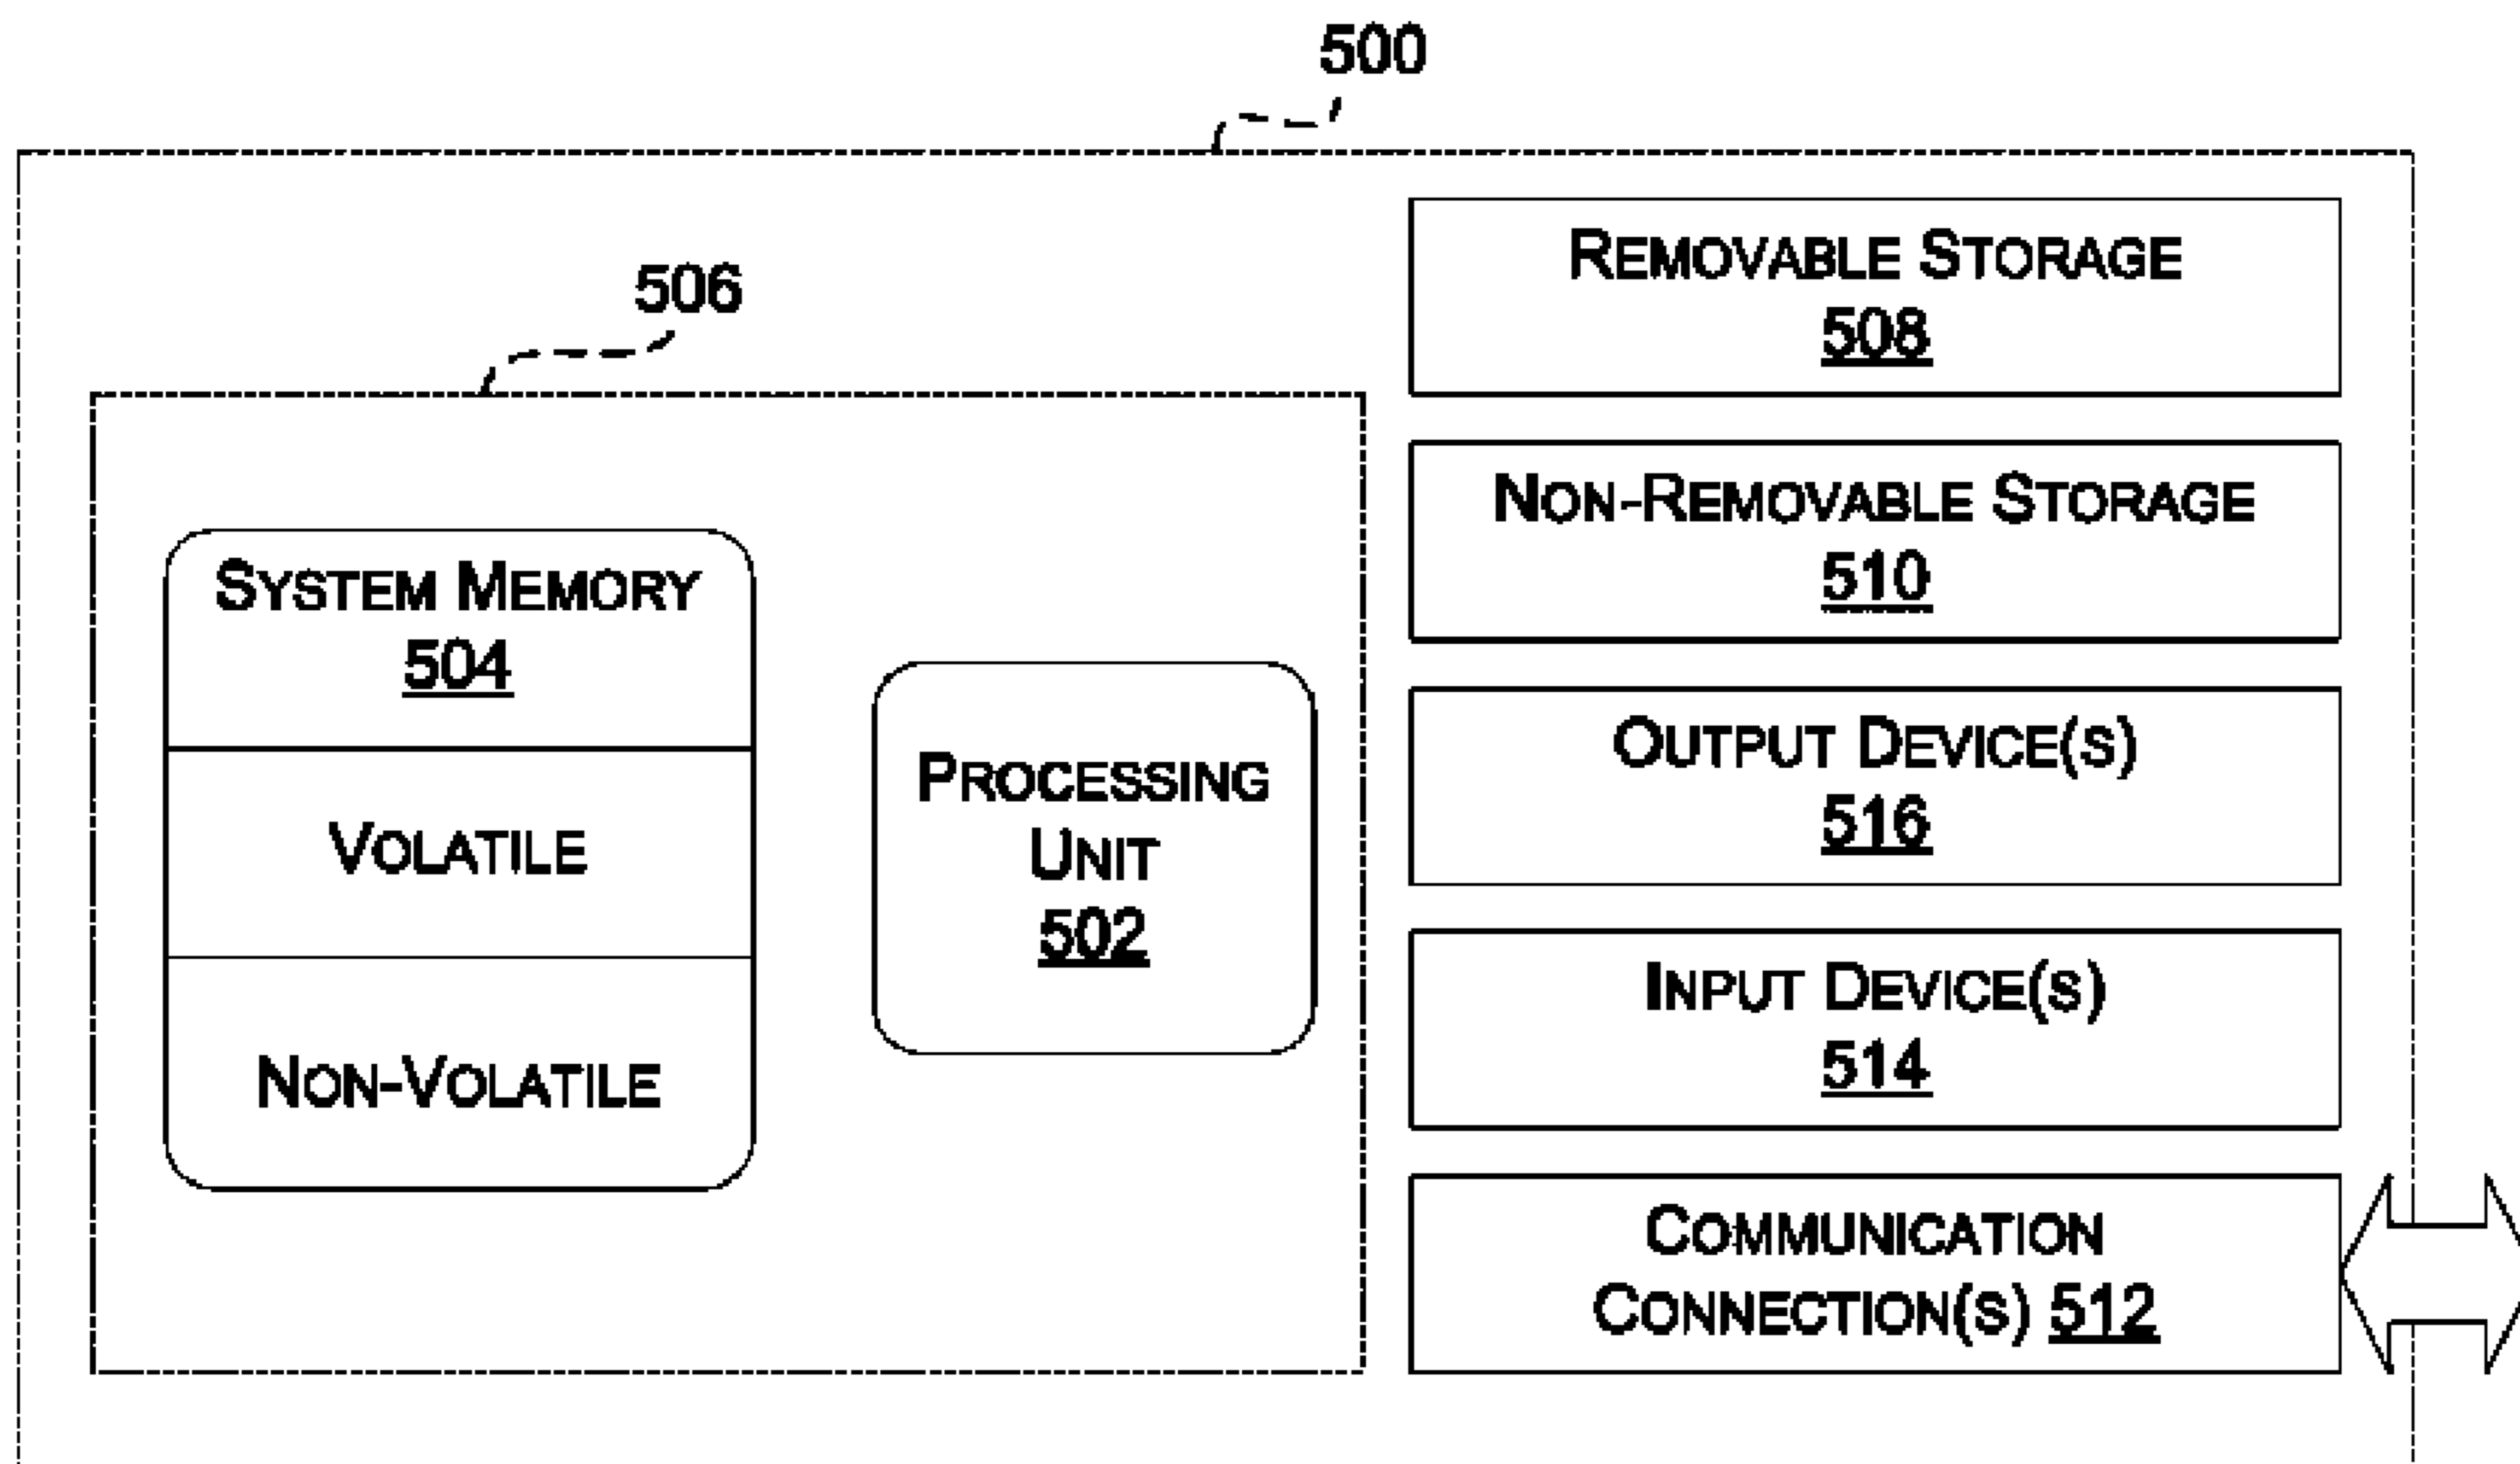 500
506
SYSTEM MEMORY
504
VOLATILE
NON-VOLATILE
PROCESSING
UNIT
502
REMOVABLE STORAGE
508
NON-REMOVABLE STORAGE
510
OUTPUT DEVICE(S)
516
INPUT DEVICE(S)
514
COMMUNICATION
CONNECTION(S) 512